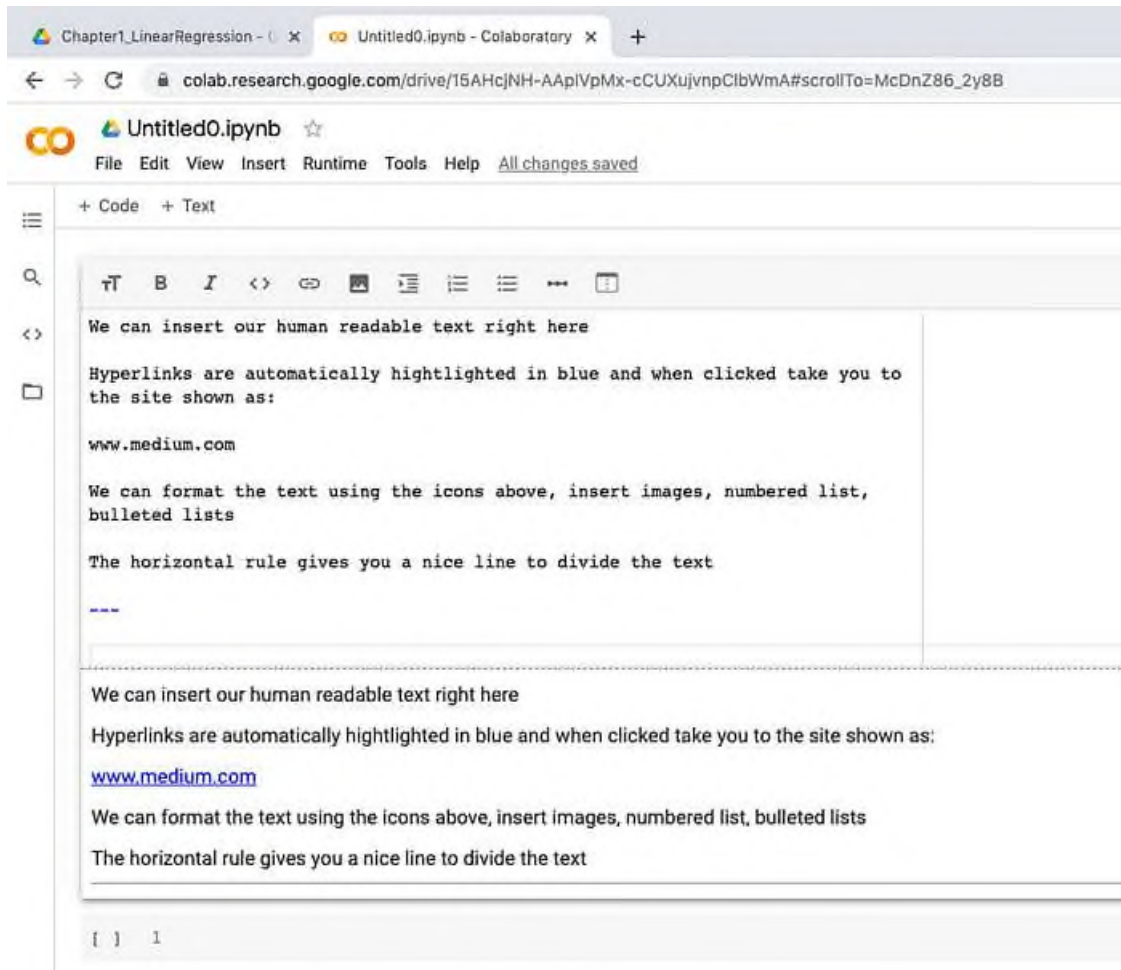 Chapter1_LinearRegression - (
Untitled0.ipynb - Colaboratory
colab.research.google.com/drive/15AHcjNH-AAplVpMx-cCUXujvnpClbWmA#scrollTo=McDnZ86_2y8B
CO Untitled0.ipynb
File Edit View Insert Runtime Tools Help All changes saved
+ Code + Text
TT B I <>
We can insert our human readable text right here
Hyperlinks are automatically hightlighted in blue and when clicked take you to
the site shown as:
www.medium.com
We can format the text using the icons above, insert images, numbered list,
bulleted lists
The horizontal rule gives you a nice line to divide the text
---
We can insert our human readable text right here
Hyperlinks are automatically hightlighted in blue and when clicked take you to the site shown as:
www.medium.com
We can format the text using the icons above, insert images, numbered list, bulleted lists
The horizontal rule gives you a nice line to divide the text
[ ] 1